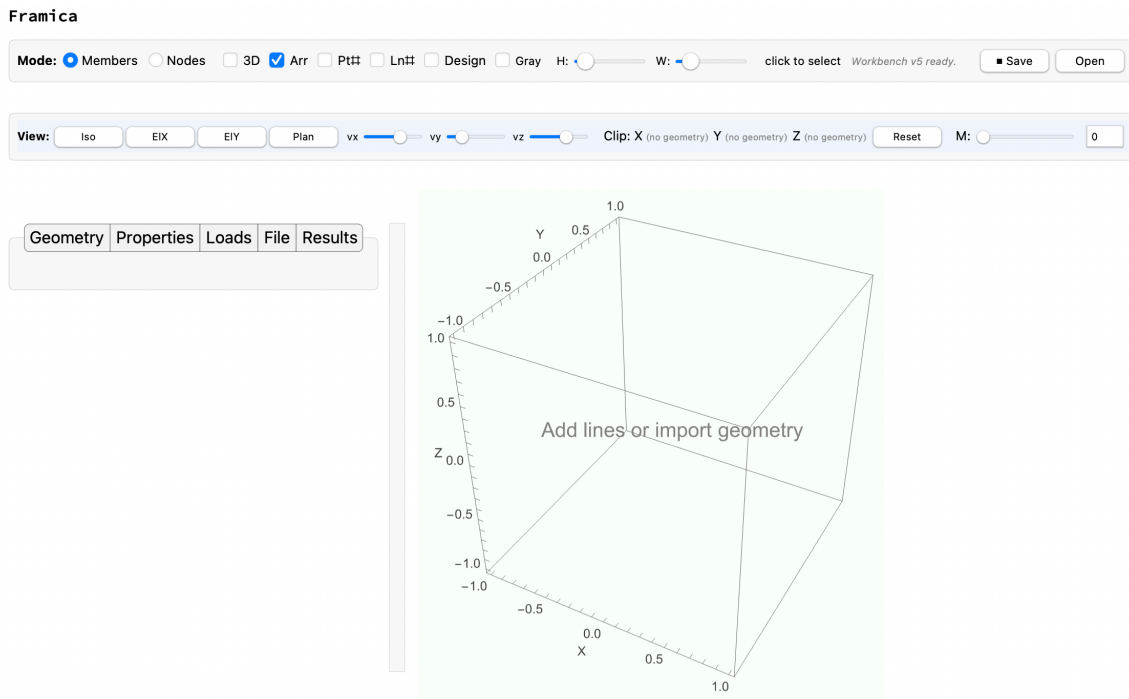 Framica
Mode: Members Nodes 3D Arr Pt# Ln# Design Gray H: W: click to select Workbench v5 ready. ■ Save Open
View: Iso ElX ElY Plan vx vy vz Clip: X (no geometry) Y (no geometry) Z (no geometry) Reset M: 0
Geometry Properties Loads File Results
1.0
Y 0.5
0.0
−0.5
−1.0
1.0
0.5
Add lines or import geometry
Z 0.0
−0.5
−1.0
−1.0
−0.5
0.0
X
0.5
1.0